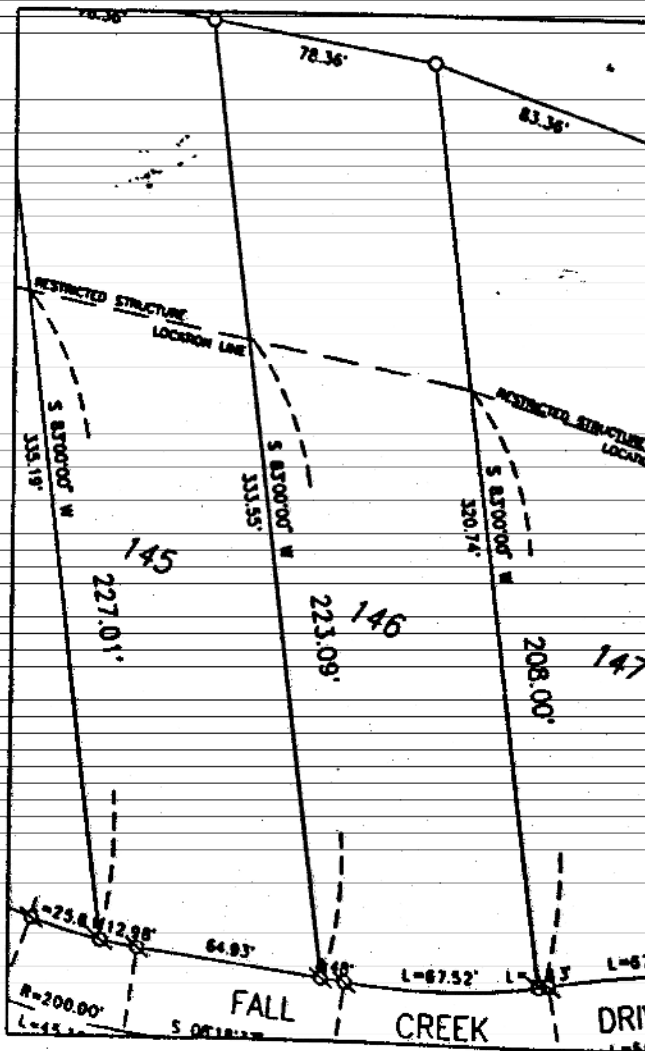 78.36'
83.36'
RESTRICTED STRUCTURE
LOCATION LINE
RESTRICTED STRUCTURE
S 83°00'00" W
335.19'
S 83°00'00" W
333.55'
S 83°00'00" W
320.74'
145
146
147
227.01'
223.09'
208.00'
12.98'
64.93'
L=67.52'
R=200.00'
FALL
CREEK